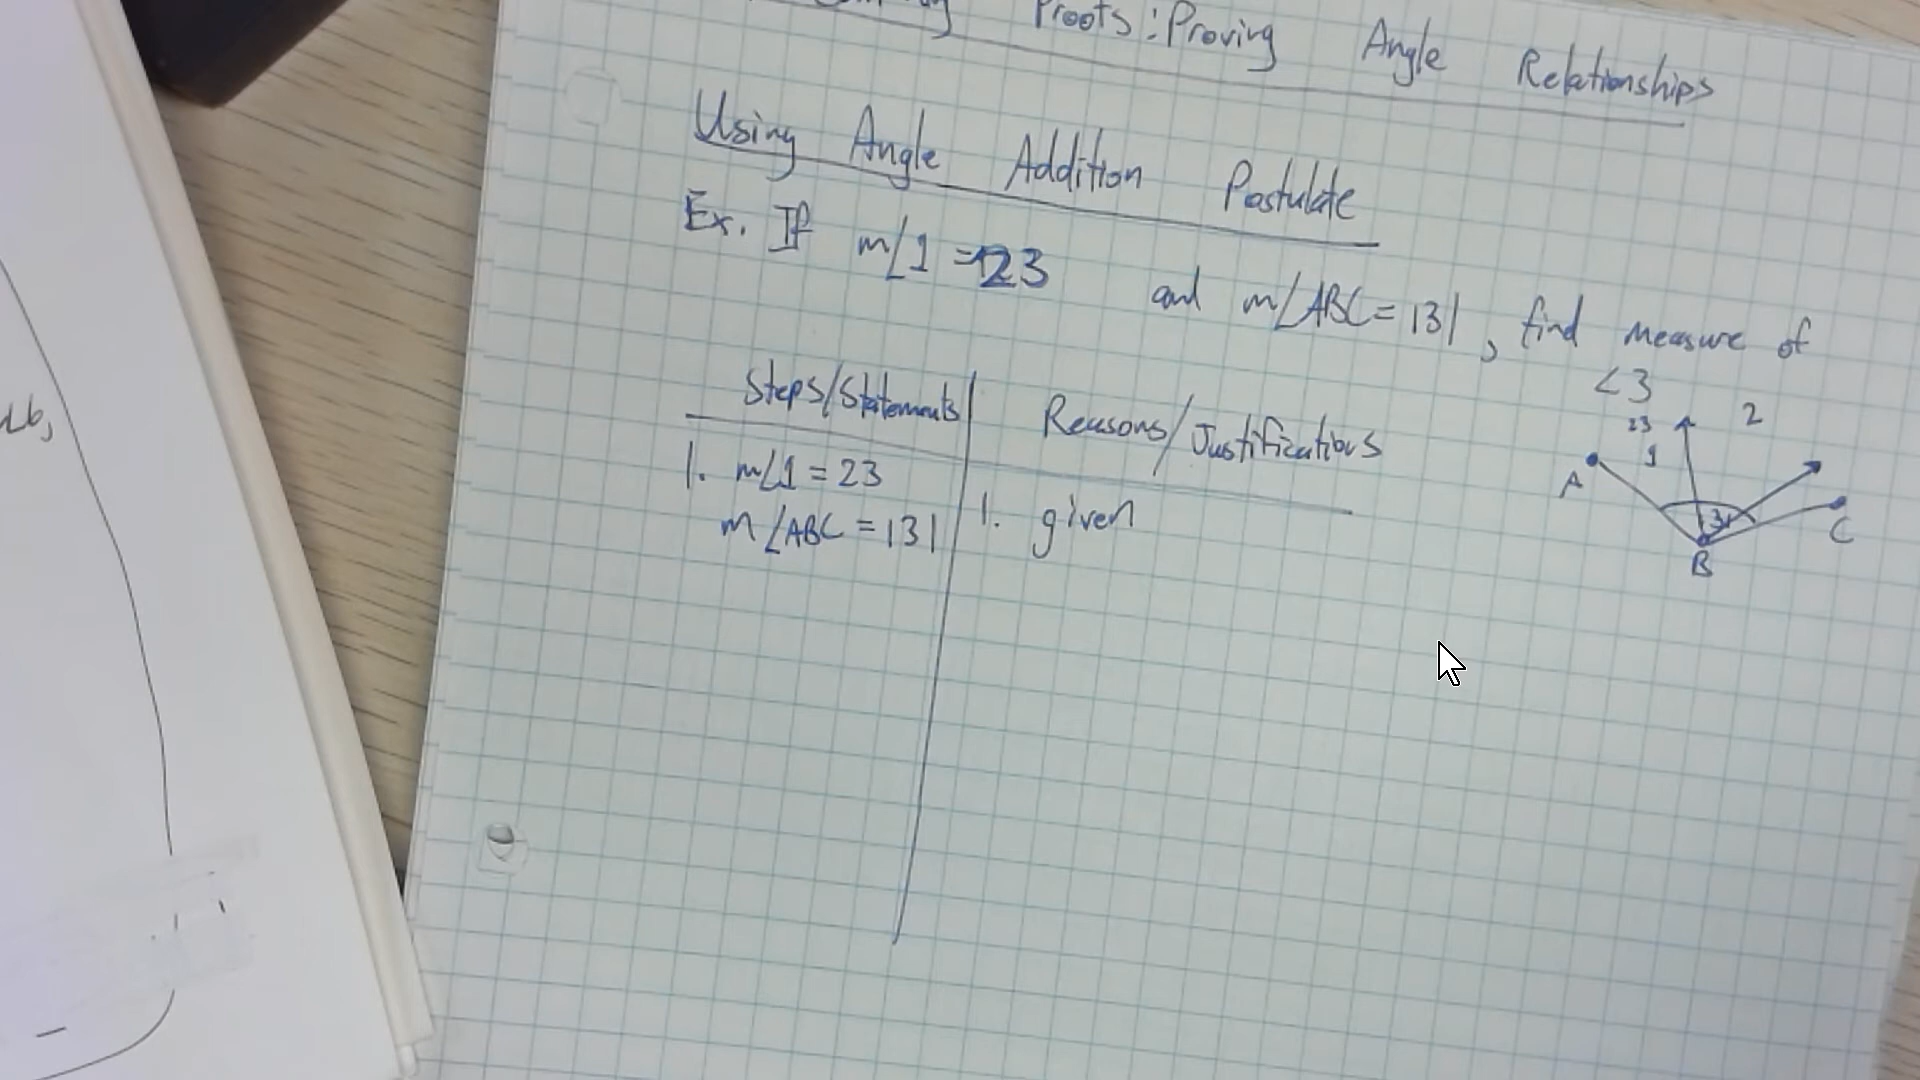 Proofs: Proving Angle Relationships
Using Angle Addition Postulate
Ex. If m∠1 = 23 and m∠ABC = 131, find measure of
∠3
Steps/Statements Reasons/Justifications
1. m∠1 = 23
m∠ABC = 131
1. given
23 2
1
A
3
C
B